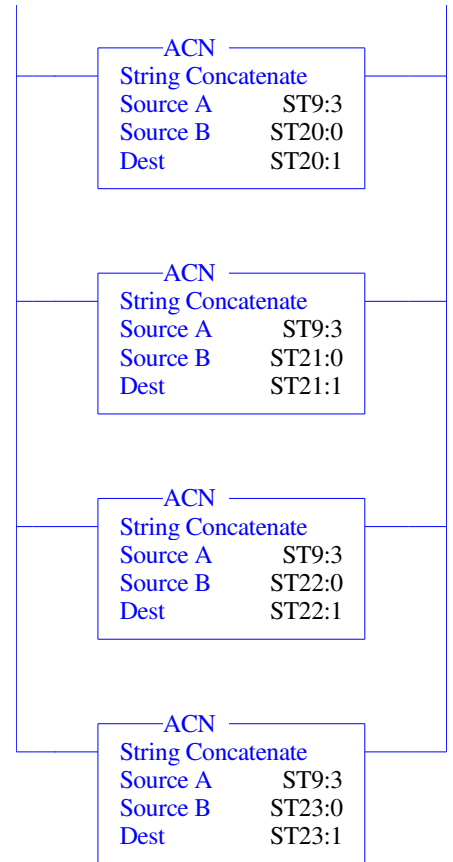 ACN
String Concatenate
Source A ST9:3
Source B ST20:0
Dest ST20:1
ACN
String Concatenate
Source A ST9:3
Source B ST21:0
Dest ST21:1
ACN
String Concatenate
Source A ST9:3
Source B ST22:0
Dest ST22:1
ACN
String Concatenate
Source A ST9:3
Source B ST23:0
Dest ST23:1